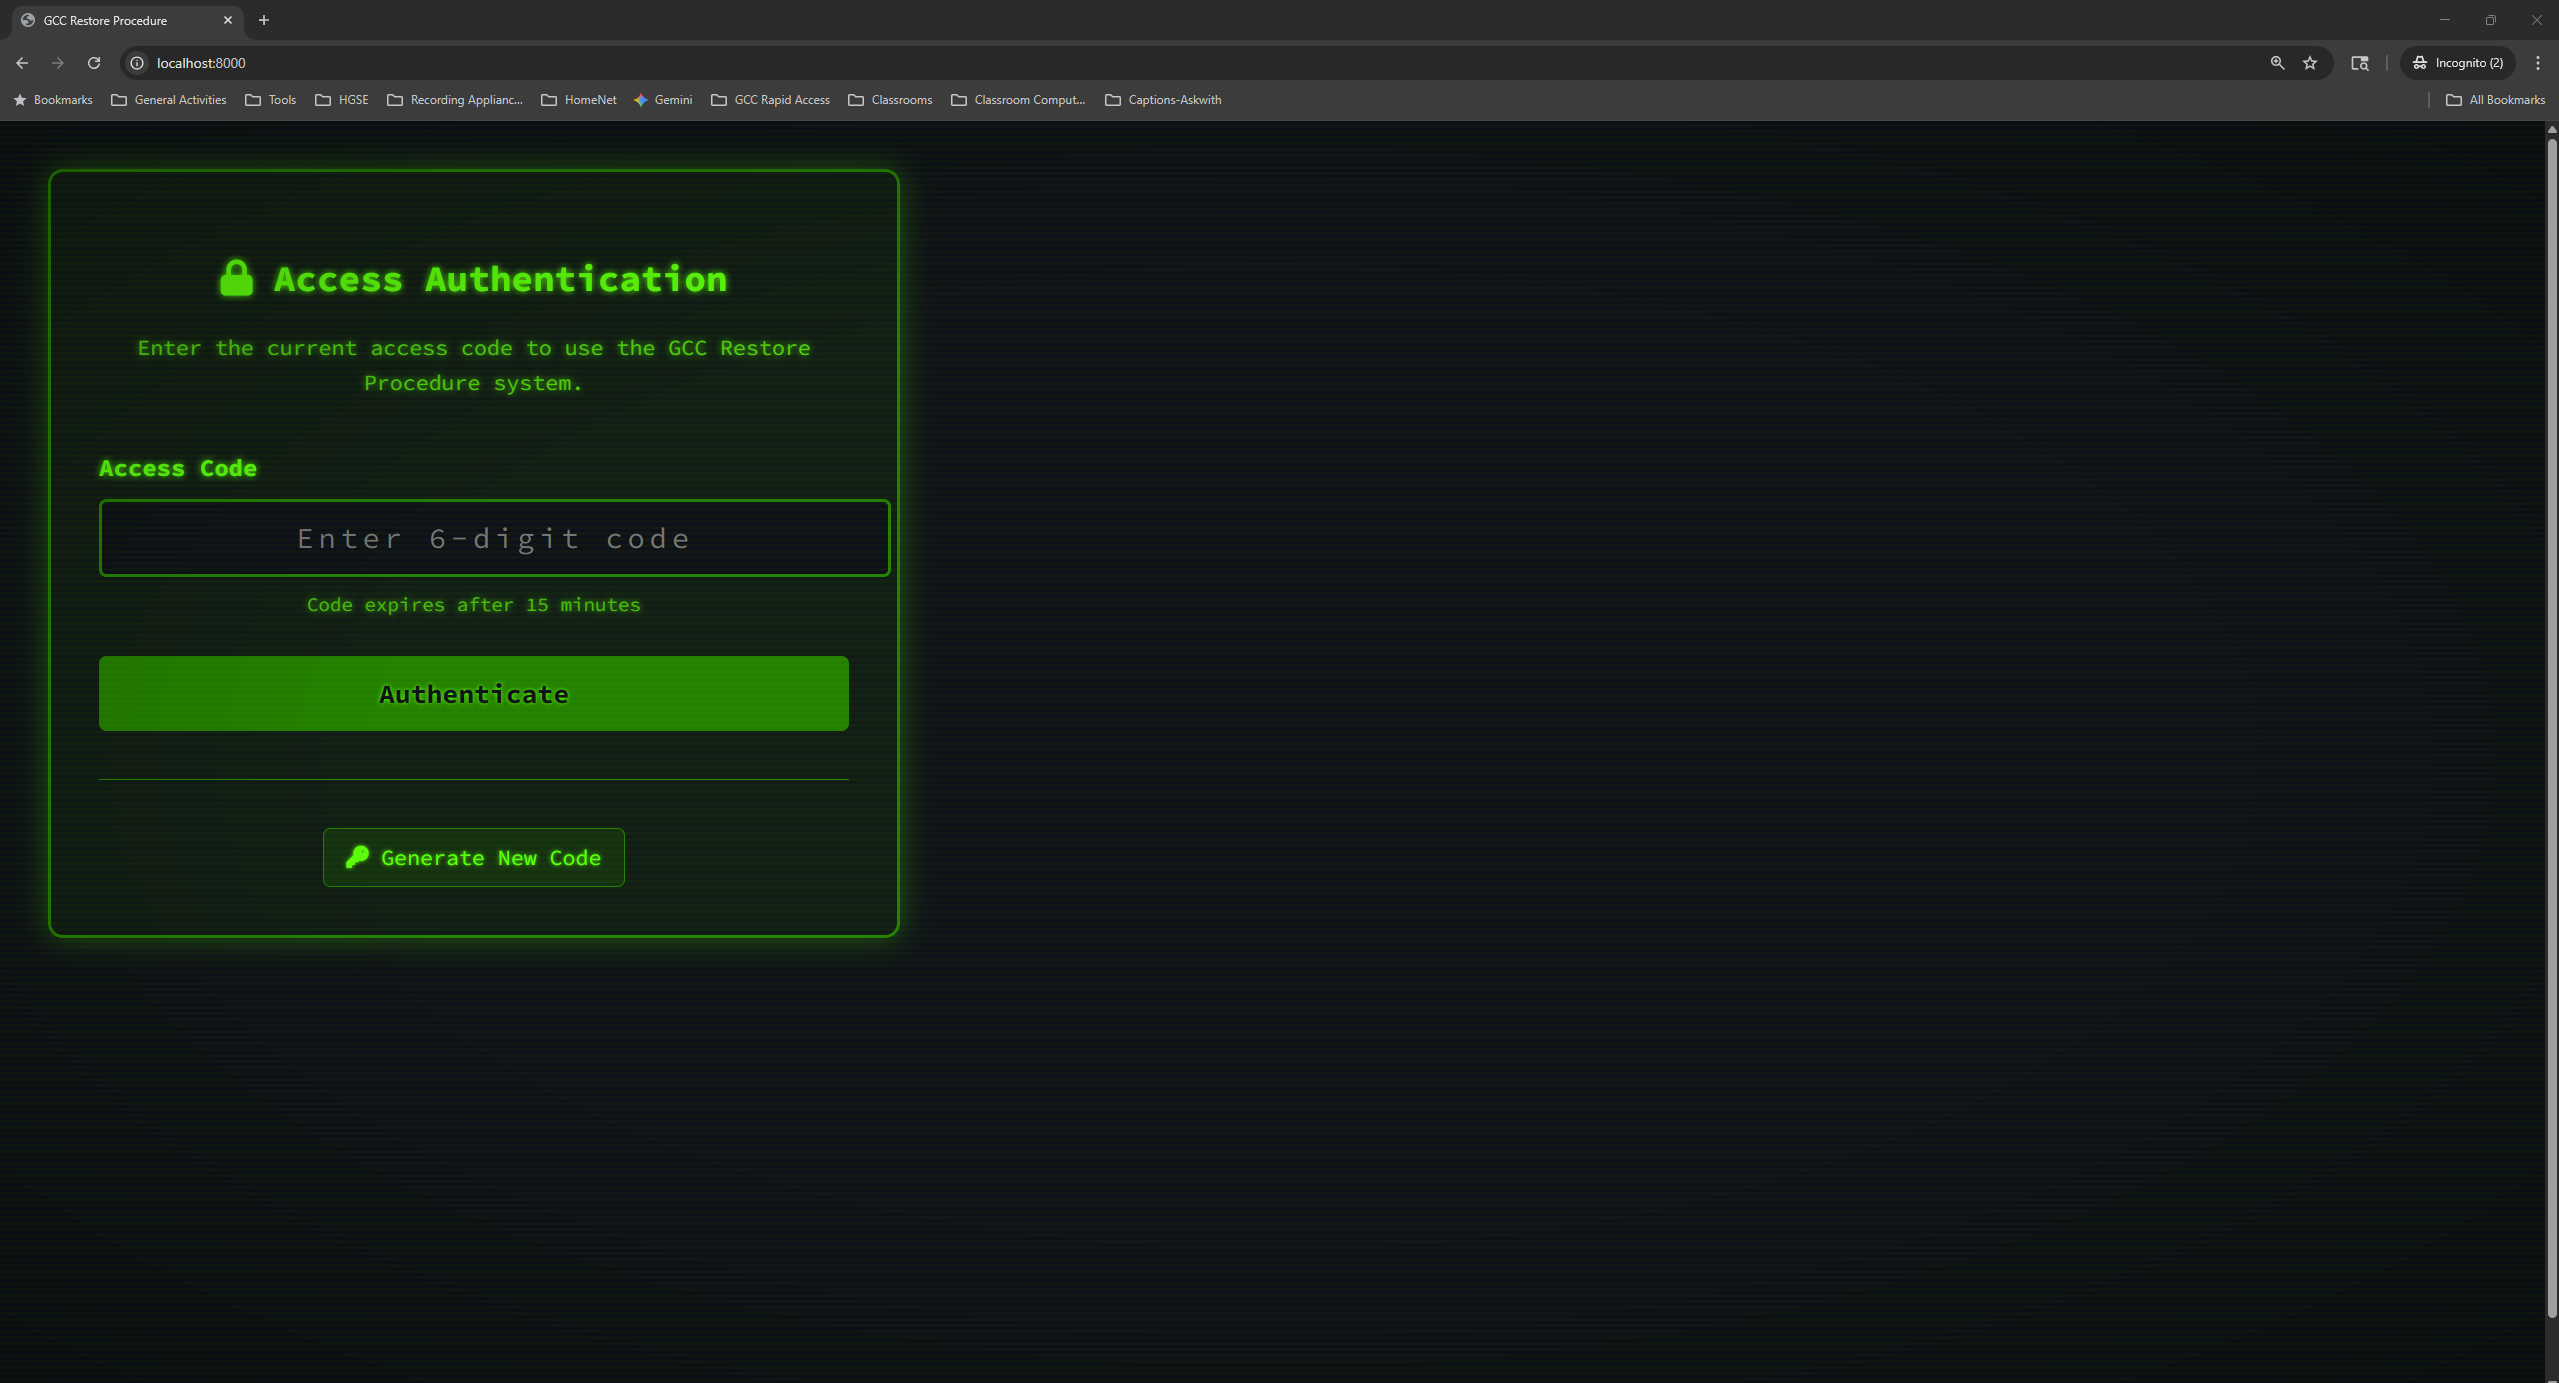 GCC Restore Procedure
localhost:8000
Incognito (2)
Bookmarks
General Activities
Tools
HGSE
Recording Applianc...
HomeNet
Gemini
GCC Rapid Access
Classrooms
Classroom Comput...
Captions-Askwith
All Bookmarks
Access Authentication
Enter the current access code to use the GCC Restore
Procedure system.
Access Code
Enter 6-digit code
Code expires after 15 minutes
Authenticate
Generate New Code